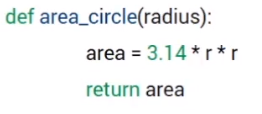 def area_circle(radius):
area = 3.14 * r * r
return area